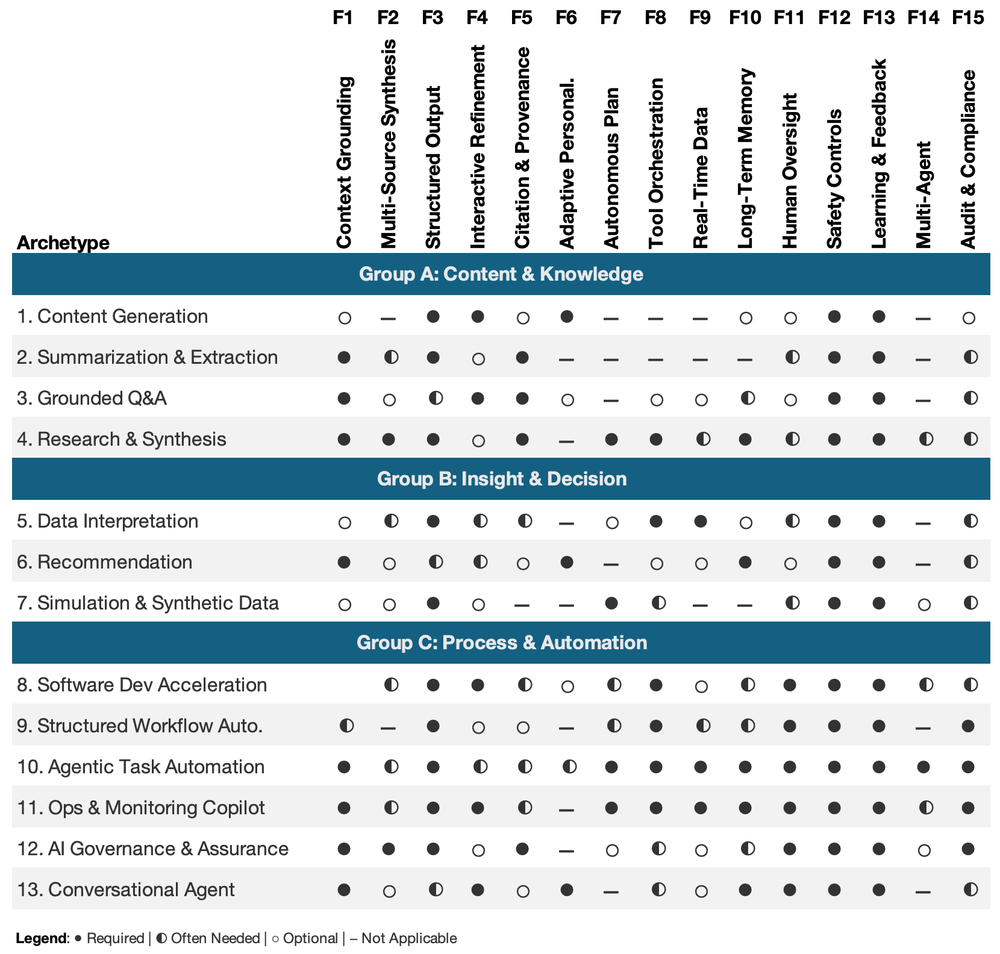 F1 F2 F3 F4 F5 F6 F7 F8 F9 F10 F11 F12 F13 F14 F15
Archetype Context Grounding Multi-Source Synthesis Structured Output Interactive Refinement Citation & Provenance Adaptive Personal. Autonomous Plan Tool Orchestration Real-Time Data Long-Term Memory Human Oversight Safety Controls Learning & Feedback Multi-Agent Audit & Compliance
Group A: Content & Knowledge
1. Content Generation ○ – ● ● ○ ● – – – ○ ○ ● ● – ○
2. Summarization & Extraction ● ◐ ● ○ ● – – – – – ◐ ● ● – ◐
3. Grounded Q&A ● ○ ◐ ● ● ○ – ○ ○ ◐ ○ ● ● – ◐
4. Research & Synthesis ● ● ● ○ ● – ● ● ◐ ● ◐ ● ● ◐ ◐
Group B: Insight & Decision
5. Data Interpretation ○ ◐ ● ◐ ◐ – ○ ● ● ○ ◐ ● ● – ◐
6. Recommendation ● ○ ◐ ◐ ○ ● – ○ ○ ● ○ ● ● – ◐
7. Simulation & Synthetic Data ○ ○ ● ○ – – ● ◐ – – ◐ ● ● ○ ◐
Group C: Process & Automation
8. Software Dev Acceleration ◐ ● ● ◐ ○ ◐ ● ○ ◐ ● ● ● ◐ ◐
9. Structured Workflow Auto. ◐ – ● ○ ○ – ◐ ● ◐ ◐ ● ● ● – ●
10. Agentic Task Automation ● ◐ ● ◐ ◐ ◐ ● ● ● ● ● ● ● ● ●
11. Ops & Monitoring Copilot ● ◐ ● ● ◐ – ● ● ● ● ● ● ● ◐ ●
12. AI Governance & Assurance ● ● ● ○ ● – ○ ◐ ○ ◐ ● ● ● ○ ●
13. Conversational Agent ● ○ ◐ ● ○ ● – ◐ ○ ● ● ● ● – ◐
Legend: ● Required | ◐ Often Needed | ○ Optional | – Not Applicable